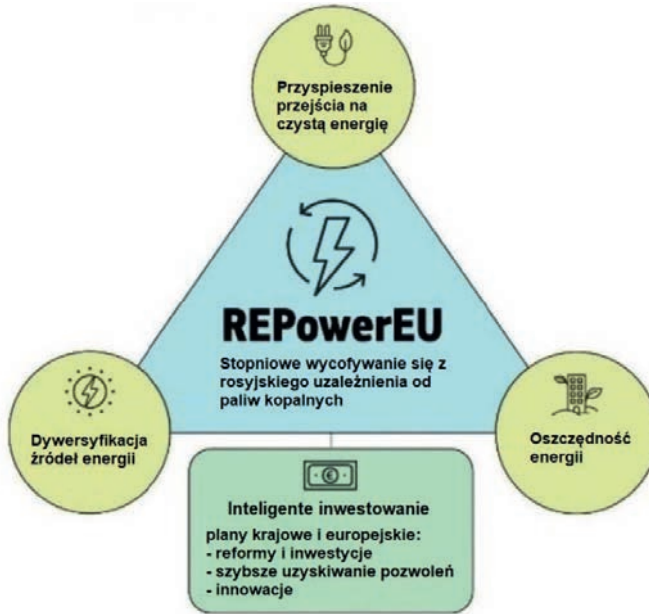 Przyspieszenie
przejścia na
czystą energię
REPowerEU
Stopniowe wycofywanie się z
rosyjskiego uzależnienia od
paliw kopalnych
Dywersyfikacja
źródeł energii
Oszczędność
energii
Inteligente inwestowanie
plany krajowe i europejskie:
- reformy i inwestycje
- szybsze uzyskiwanie pozwoleń
- innowacje